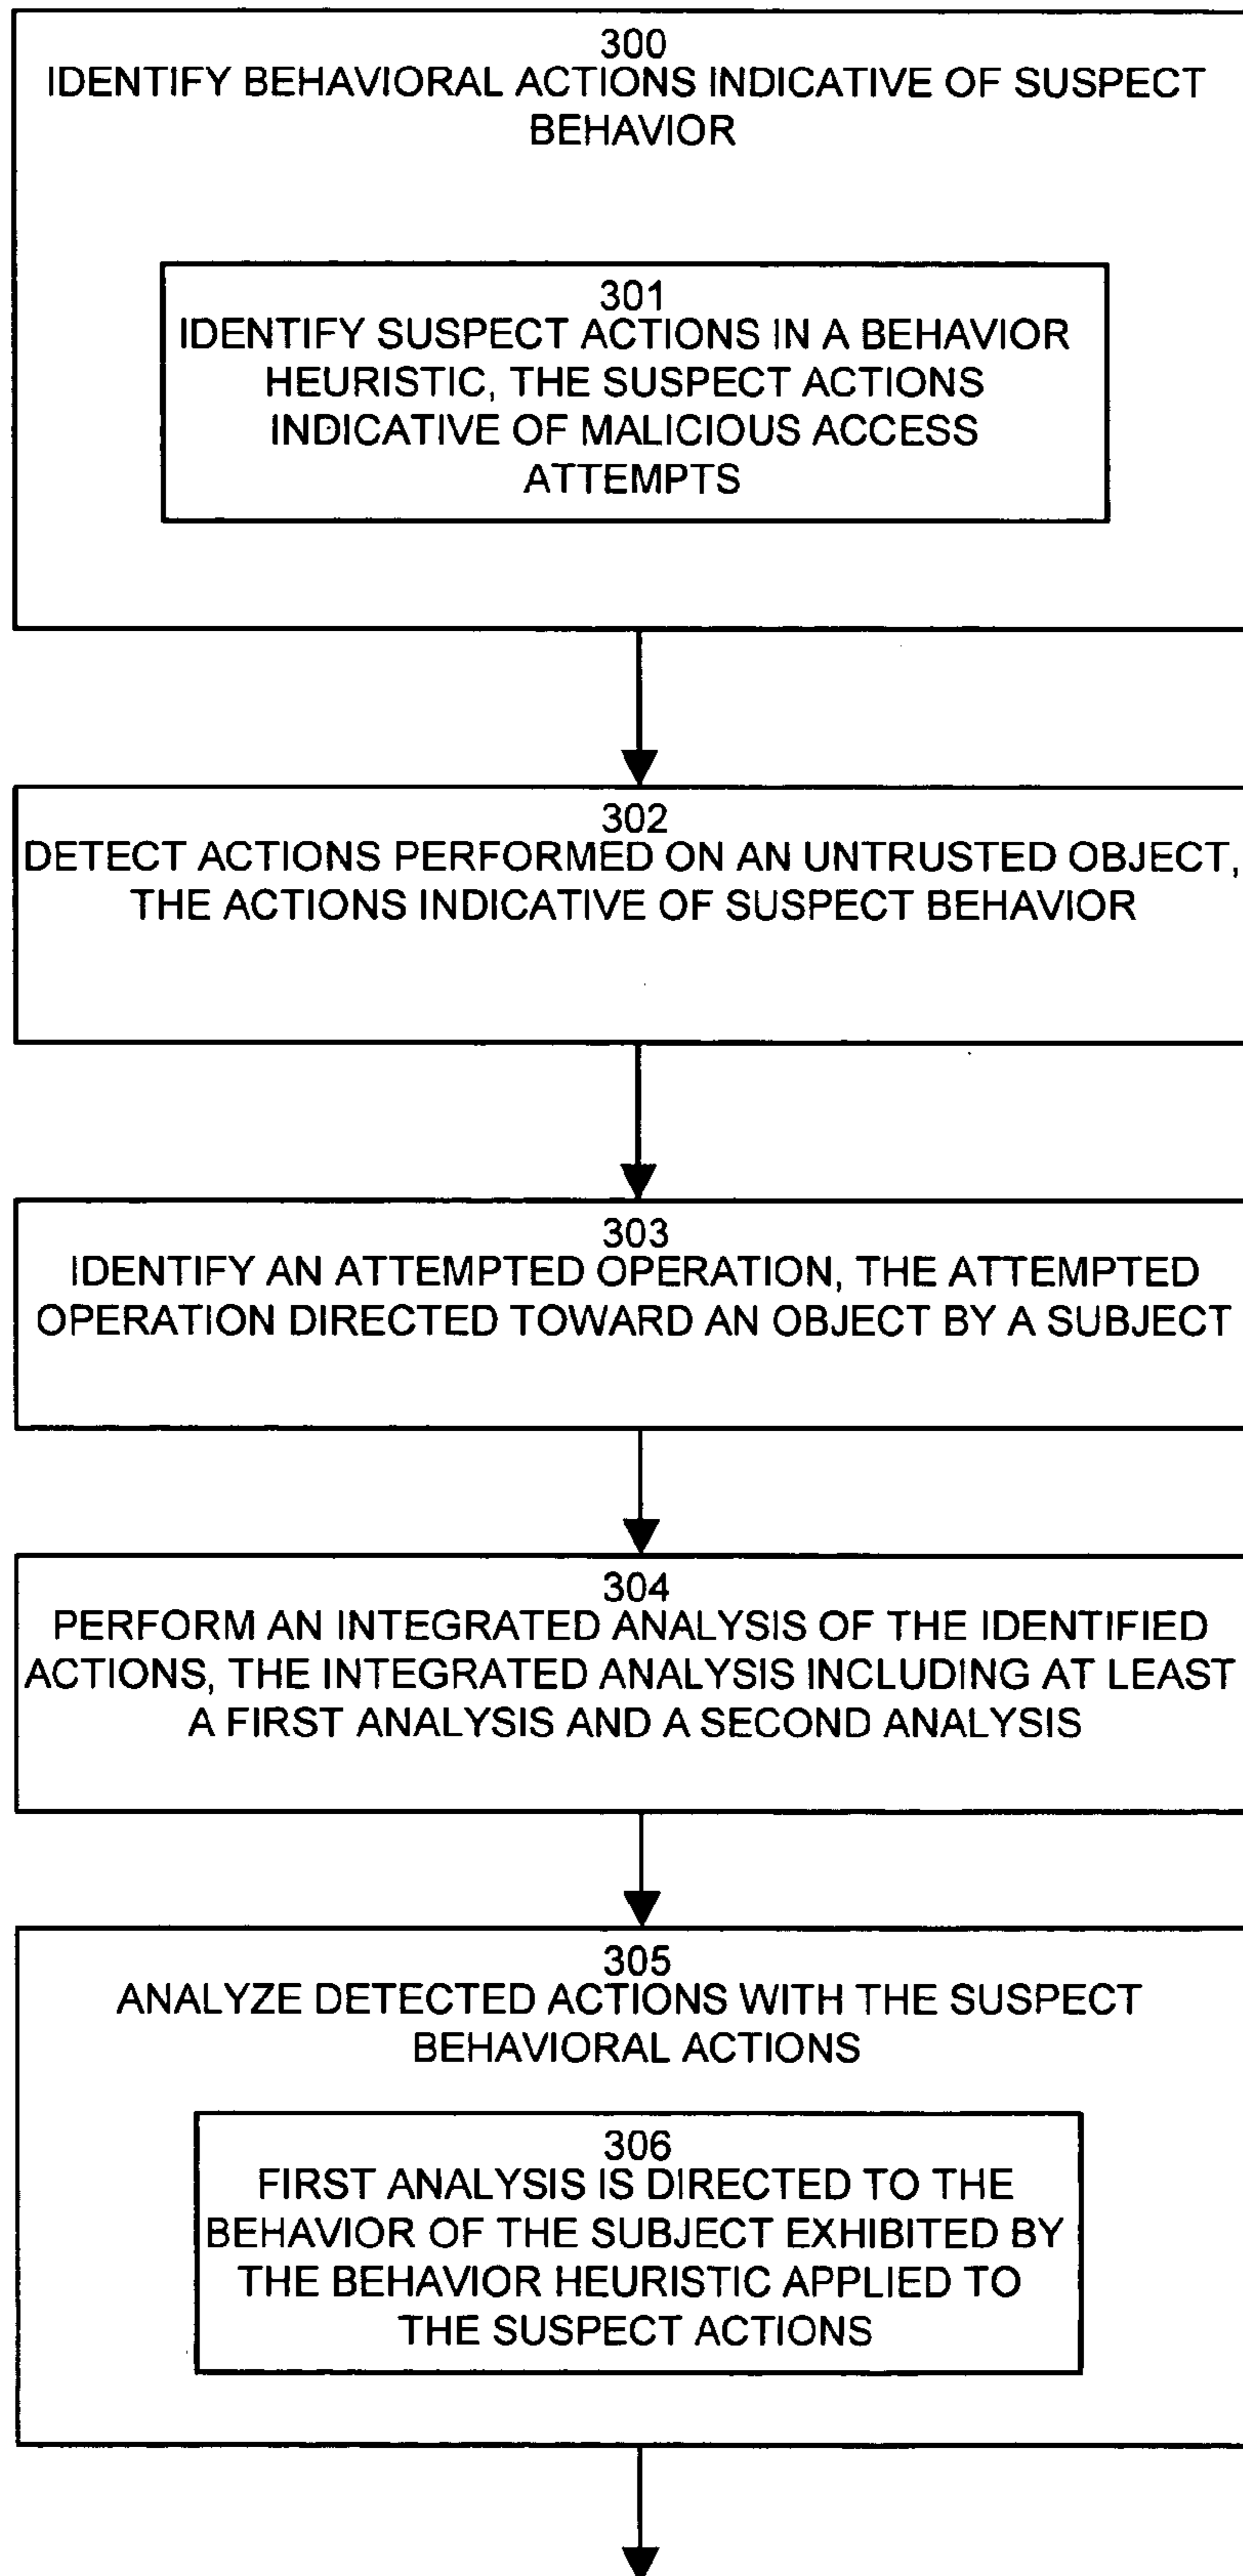 300
IDENTIFY BEHAVIORAL ACTIONS INDICATIVE OF SUSPECT
BEHAVIOR
301
IDENTIFY SUSPECT ACTIONS IN A BEHAVIOR
HEURISTIC, THE SUSPECT ACTIONS
INDICATIVE OF MALICIOUS ACCESS
ATTEMPTS
302
DETECT ACTIONS PERFORMED ON AN UNTRUSTED OBJECT,
THE ACTIONS INDICATIVE OF SUSPECT BEHAVIOR
303
IDENTIFY AN ATTEMPTED OPERATION, THE ATTEMPTED
OPERATION DIRECTED TOWARD AN OBJECT BY A SUBJECT
304
PERFORM AN INTEGRATED ANALYSIS OF THE IDENTIFIED
ACTIONS, THE INTEGRATED ANALYSIS INCLUDING AT LEAST
A FIRST ANALYSIS AND A SECOND ANALYSIS
305
ANALYZE DETECTED ACTIONS WITH THE SUSPECT
BEHAVIORAL ACTIONS
306
FIRST ANALYSIS IS DIRECTED TO THE
BEHAVIOR OF THE SUBJECT EXHIBITED BY
THE BEHAVIOR HEURISTIC APPLIED TO
THE SUSPECT ACTIONS